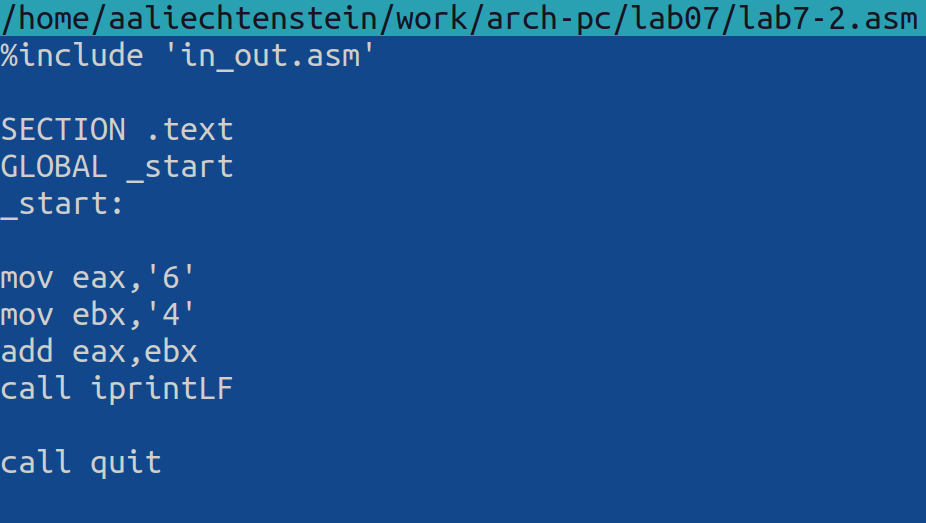 /home/aaliechtenstein/work/arch-pc/lab07/lab7-2.asm
%include 'in_out.asm'
SECTION .text
GLOBAL _start
_start:
mov eax,'6'
mov ebx,'4'
add eax,ebx
call iprintLF
call quit